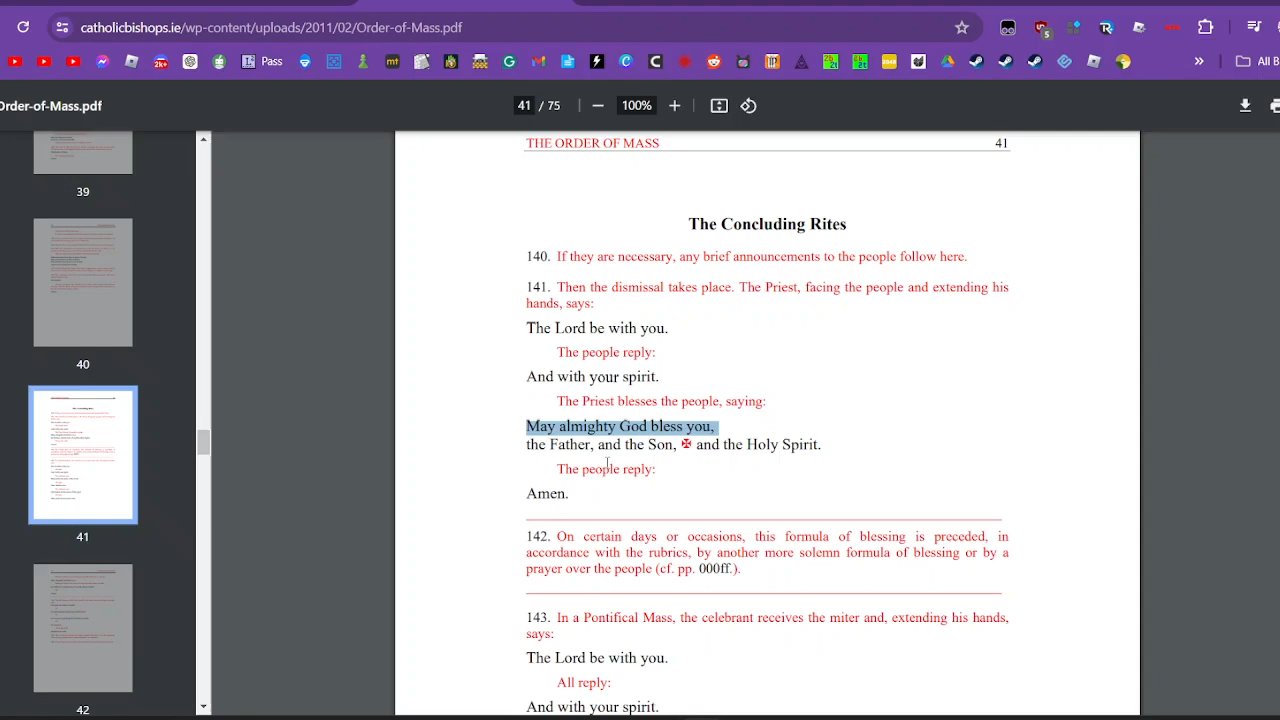 catholicbishops.ie/wp-content/uploads/2011/02/Order-of-Mass.pdf
Pass
All B
Order-of-Mass.pdf
41 / 75
100%
39
40
41
42
THE ORDER OF MASS 41
The Concluding Rites
140. If they are necessary, any brief announcements to the people follow here.
141. Then the dismissal takes place. The Priest, facing the people and extending his
hands, says:
The Lord be with you.
The people reply:
And with your spirit.
The Priest blesses the people, saying:
May almighty God bless you,
the Father, and the Son, ✠ and the Holy Spirit.
The people reply:
Amen.
142. On certain days or occasions, this formula of blessing is preceded, in
accordance with the rubrics, by another more solemn formula of blessing or by a
prayer over the people (cf. pp. 000ff.).
143. In a Pontifical Mass, the celebrant receives the miter and, extending his hands,
says:
The Lord be with you.
All reply:
And with your spirit.